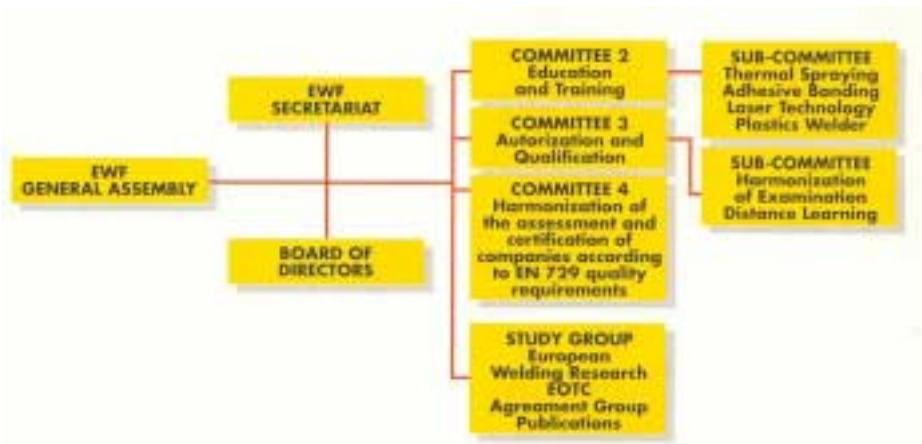 EWF
GENERAL ASSEMBLY
EWF
SECRETARIAT
BOARD OF
DIRECTORS
COMMITTEE 2
Education
and Training
COMMITTEE 3
Autorization and
Qualification
COMMITTEE 4
Harmonization of
the assessment and
certification of
companies according
to EN 729 quality
requirements
STUDY GROUP
European
Welding Research
EOTC
Agreament Group
Publications
SUB-COMMITTEE
Thermal Spraying
Adhesive Bonding
Laser Technology
Plastics Welder
SUB-COMMITTEE
Harmonization
of Examination
Distance Learning